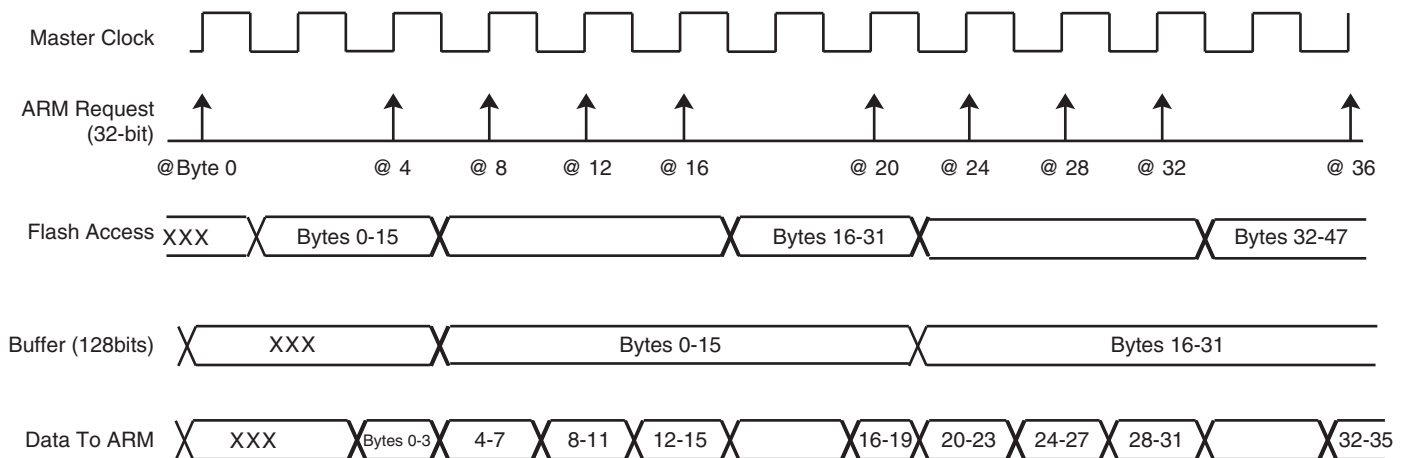 Master Clock
ARM Request
(32-bit)
@Byte 0 @ 4 @ 8 @ 12 @ 16 @ 20 @ 24 @ 28 @ 32 @ 36
Flash Access XXX Bytes 0-15 Bytes 16-31 Bytes 32-47
Buffer (128bits) XXX Bytes 0-15 Bytes 16-31
Data To ARM XXX Bytes 0-3 4-7 8-11 12-15 16-19 20-23 24-27 28-31 32-35